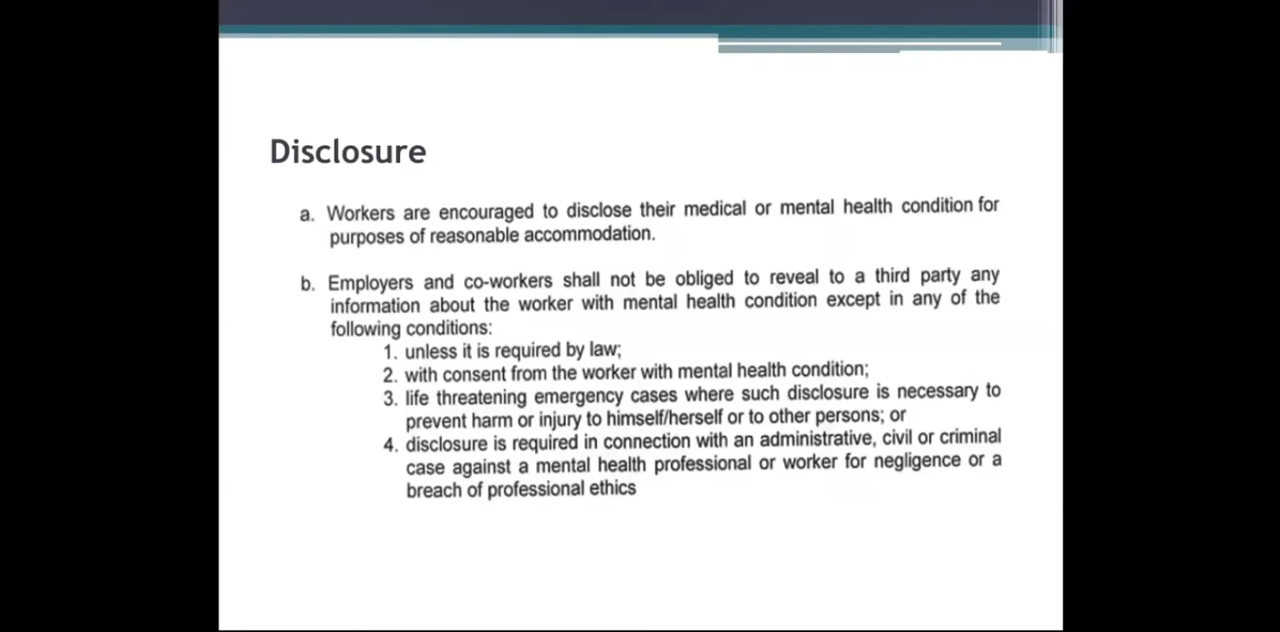 Disclosure
a. Workers are encouraged to disclose their medical or mental health condition for
purposes of reasonable accommodation.
b. Employers and co-workers shall not be obliged to reveal to a third party any
information about the worker with mental health condition except in any of the
following conditions:
1. unless it is required by law;
2. with consent from the worker with mental health condition;
3. life threatening emergency cases where such disclosure is necessary to
prevent harm or injury to himself/herself or to other persons; or
4. disclosure is required in connection with an administrative, civil or criminal
case against a mental health professional or worker for negligence or a
breach of professional ethics